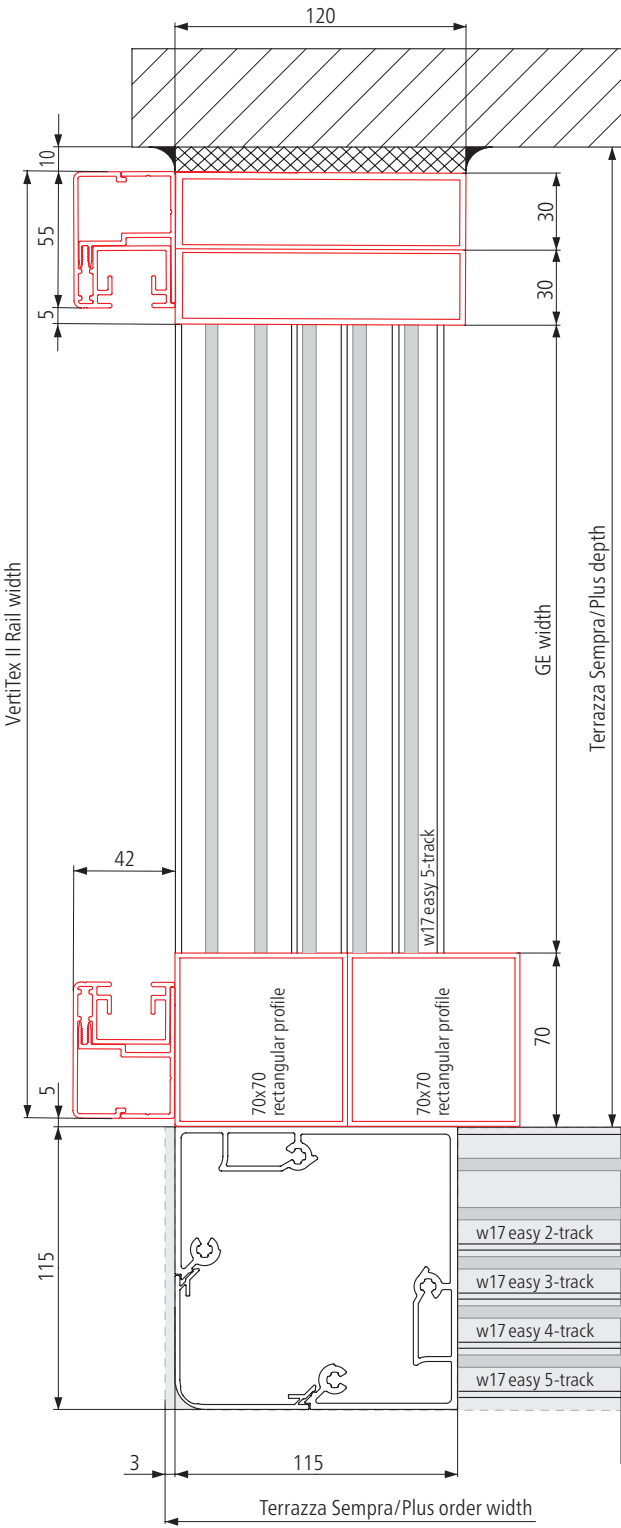 120
10
55
5
30
30
VertiTex II Rail width
GE width
Terrazza Sempra/Plus depth
w17 easy 5-track
42
70x70
rectangular profile
70x70
rectangular profile
70
5
115
w17 easy 2-track
w17 easy 3-track
w17 easy 4-track
w17 easy 5-track
3
115
Terrazza Sempra/Plus order width